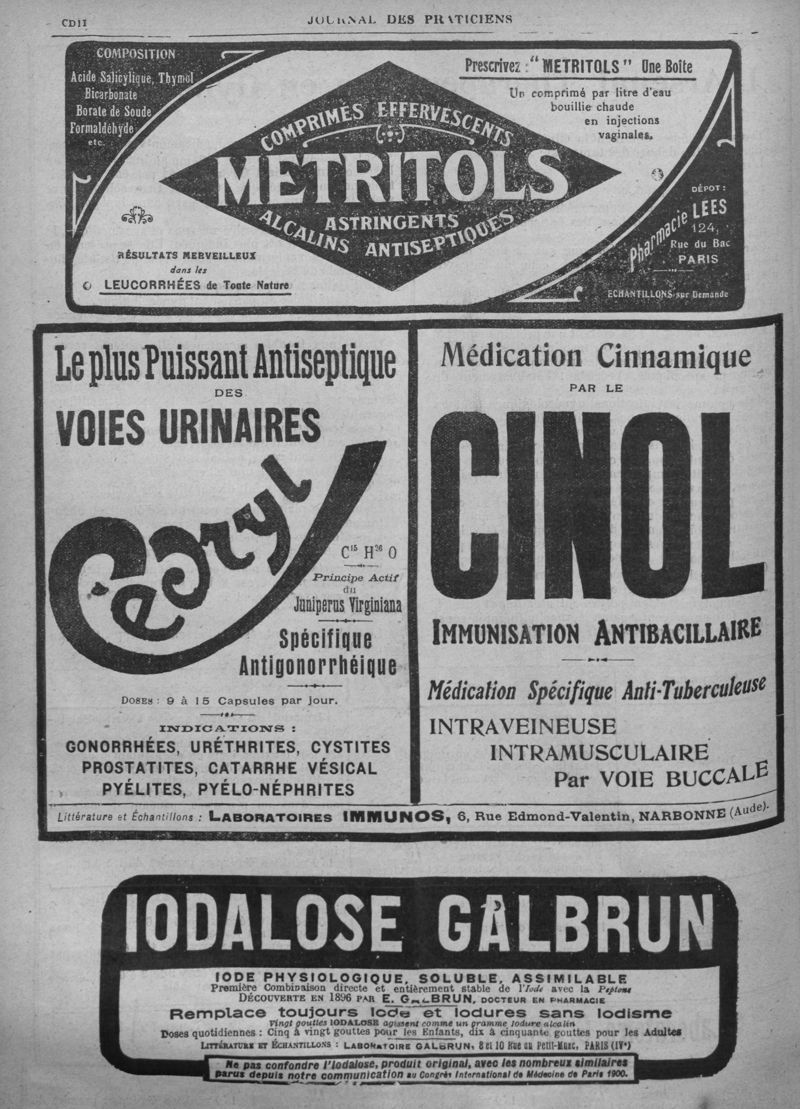 CDII
JOURNAL DES PRATICIENS
COMPOSITION
Acide Salicylique, Thymol
Bicarbonate
Borate de Soude
Formaldéhyde
etc.
Prescrivez : "METRITOLS" Une Boîte
Un comprimé par litre d'eau
bouillie chaude
en injections
vaginales.
COMPRIMÉS EFFERVESCENTS
METRITOLS
ASTRINGENTS
ALCALINS ANTISEPTIQUES
RÉSULTATS MERVEILLEUX
dans les
LEUCORRHÉES de Toute Nature
DÉPOT :
Pharmacie LEES
124,
Rue du Bac
PARIS
ECHANTILLONS sur Demande
Le plus Puissant Antiseptique
DES
VOIES URINAIRES
Cédryl
C15 H26 O
Principe Actif
du
Juniperus Virginiana
Spécifique
Antigonorrhéique
DOSES : 9 à 15 Capsules par jour.
INDICATIONS :
GONORRHÉES, URÉTHRITES, CYSTITES
PROSTATITES, CATARRHE VÉSICAL
PYÉLITES, PYÉLO-NÉPHRITES
Médication Cinnamique
PAR LE
CINOL
IMMUNISATION ANTIBACILLAIRE
Médication Spécifique Anti-Tuberculeuse
INTRAVEINEUSE
INTRAMUSCULAIRE
Par VOIE BUCCALE
Littérature et Échantillons : LABORATOIRES IMMUNOS, 6, Rue Edmond-Valentin, NARBONNE (Aude).
IODALOSE GALBRUN
IODE PHYSIOLOGIQUE, SOLUBLE, ASSIMILABLE
Première Combinaison directe et entièrement stable de l'Iode avec la Peptone
DÉCOUVERTE EN 1896 PAR E. GALBRUN, DOCTEUR EN PHARMACIE
Remplace toujours Iode et Iodures sans Iodisme
Vingt gouttes IODALOSE agissent comme un gramme Iodure alcalin
Doses quotidiennes : Cinq à vingt gouttes pour les Enfants, dix à cinquante gouttes pour les Adultes
LITTÉRATURE ET ÉCHANTILLONS : LABORATOIRE GALBRUN, 8 et 10 Rue du Petit-Musc, PARIS (IVe)
Ne pas confondre l'Iodalose, produit original, avec les nombreux similaires
parus depuis notre communication au Congrès International de Médecine de Paris 1900.